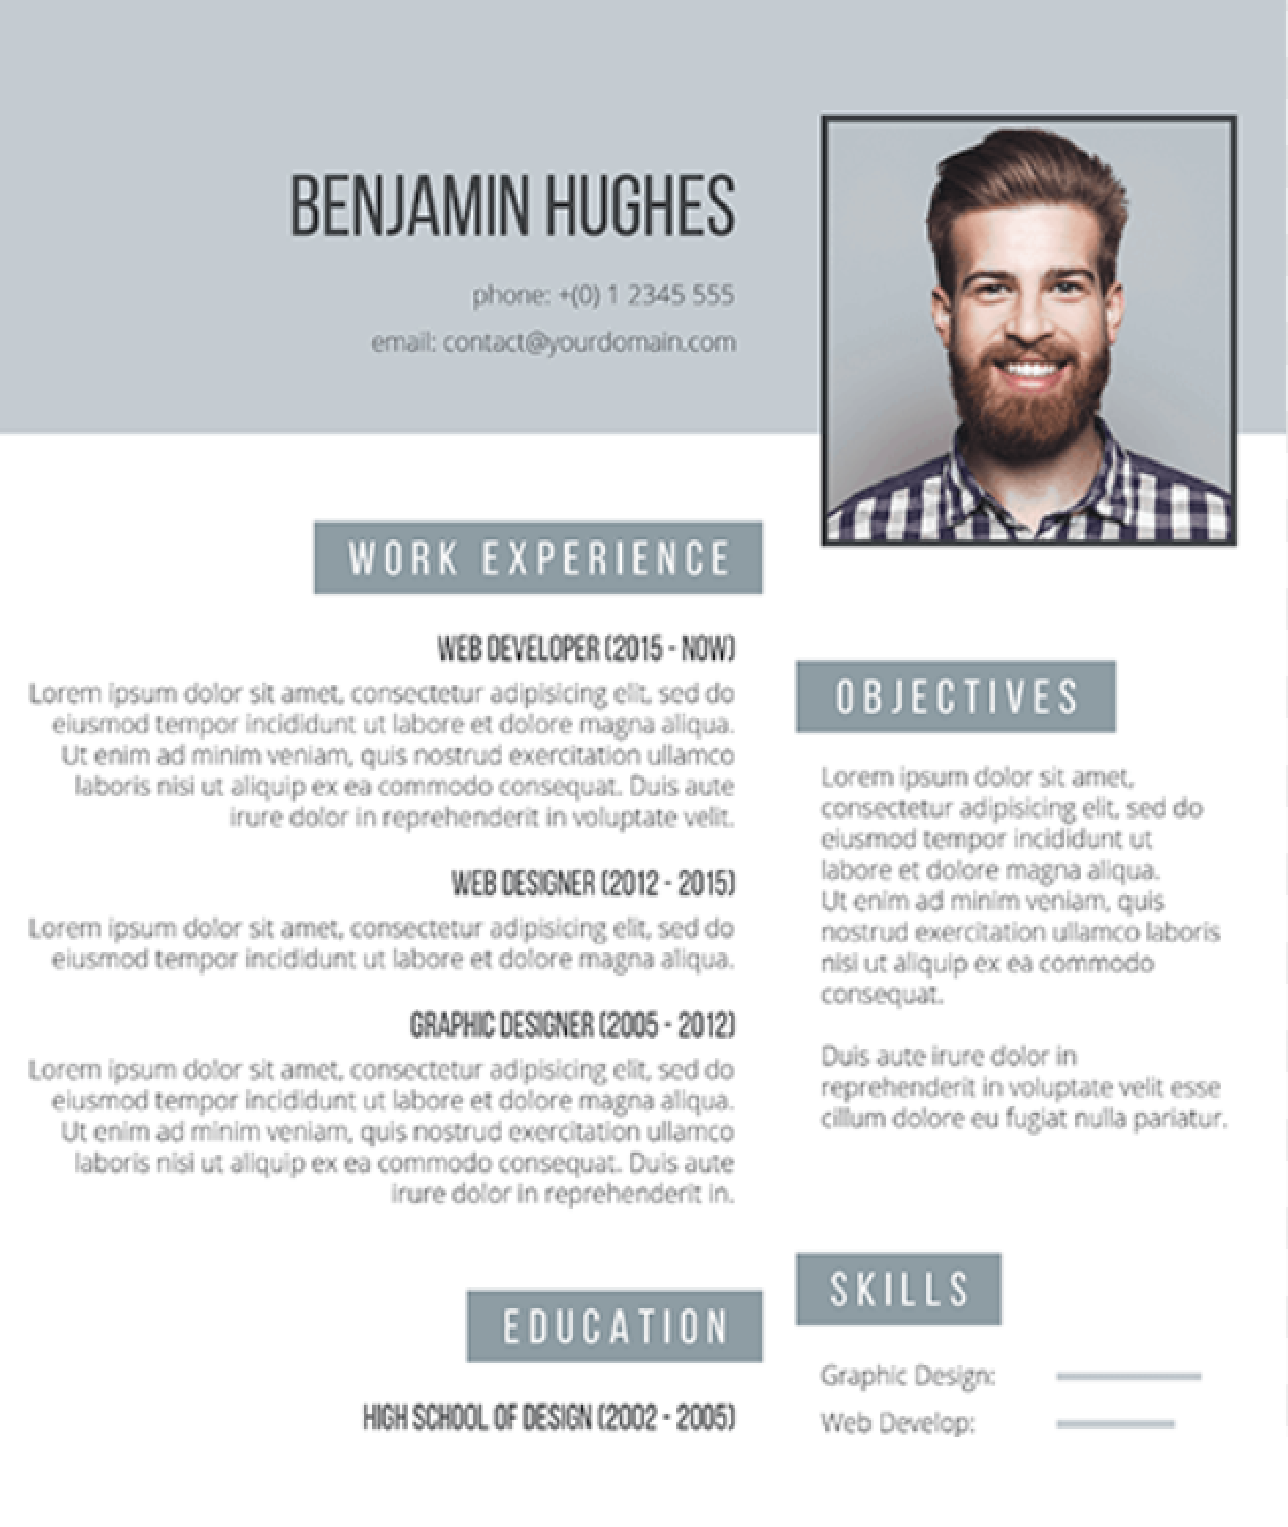 BENJAMIN HUGHES
phone: +(0) 1 2345 555
email: contact@yourdomain.com
WORK EXPERIENCE
WEB DEVELOPER (2015 - NOW)
Lorem ipsum dolor sit amet, consectetur adipisicing elit, sed do
eiusmod tempor incididunt ut labore et dolore magna aliqua.
Ut enim ad minim veniam, quis nostrud exercitation ullamco
laboris nisi ut aliquip ex ea commodo consequat. Duis aute
irure dolor in reprehenderit in voluptate velit.
WEB DESIGNER (2012 - 2015)
Lorem ipsum dolor sit amet, consectetur adipisicing elit, sed do
eiusmod tempor incididunt ut labore et dolore magna aliqua.
GRAPHIC DESIGNER (2005 - 2012)
Lorem ipsum dolor sit amet, consectetur adipisicing elit, sed do
eiusmod tempor incididunt ut labore et dolore magna aliqua.
Ut enim ad minim veniam, quis nostrud exercitation ullamco
laboris nisi ut aliquip ex ea commodo consequat. Duis aute
irure dolor in reprehenderit in.
EDUCATION
HIGH SCHOOL OF DESIGN (2002 - 2005)
OBJECTIVES
Lorem ipsum dolor sit amet,
consectetur adipisicing elit, sed do
eiusmod tempor incididunt ut
labore et dolore magna aliqua.
Ut enim ad minim veniam, quis
nostrud exercitation ullamco laboris
nisi ut aliquip ex ea commodo
consequat.
Duis aute irure dolor in
reprehenderit in voluptate velit esse
cillum dolore eu fugiat nulla pariatur.
SKILLS
Graphic Design:
Web Develop: